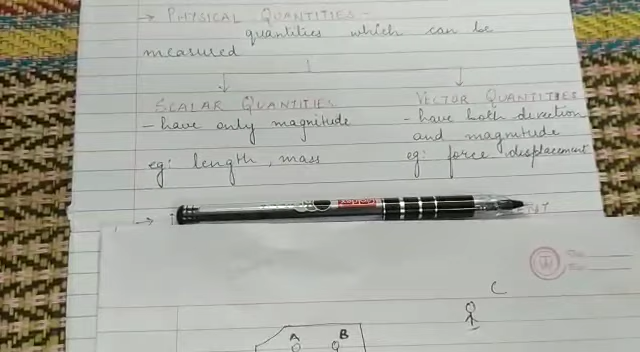 → PHYSICAL QUANTITIES -
quantities which can be
measured
SCALAR QUANTITIES
- have only magnitude
eg: length, mass
VECTOR QUANTITIES
- have both direction
and magnitude
eg: force, displacement
C
A B